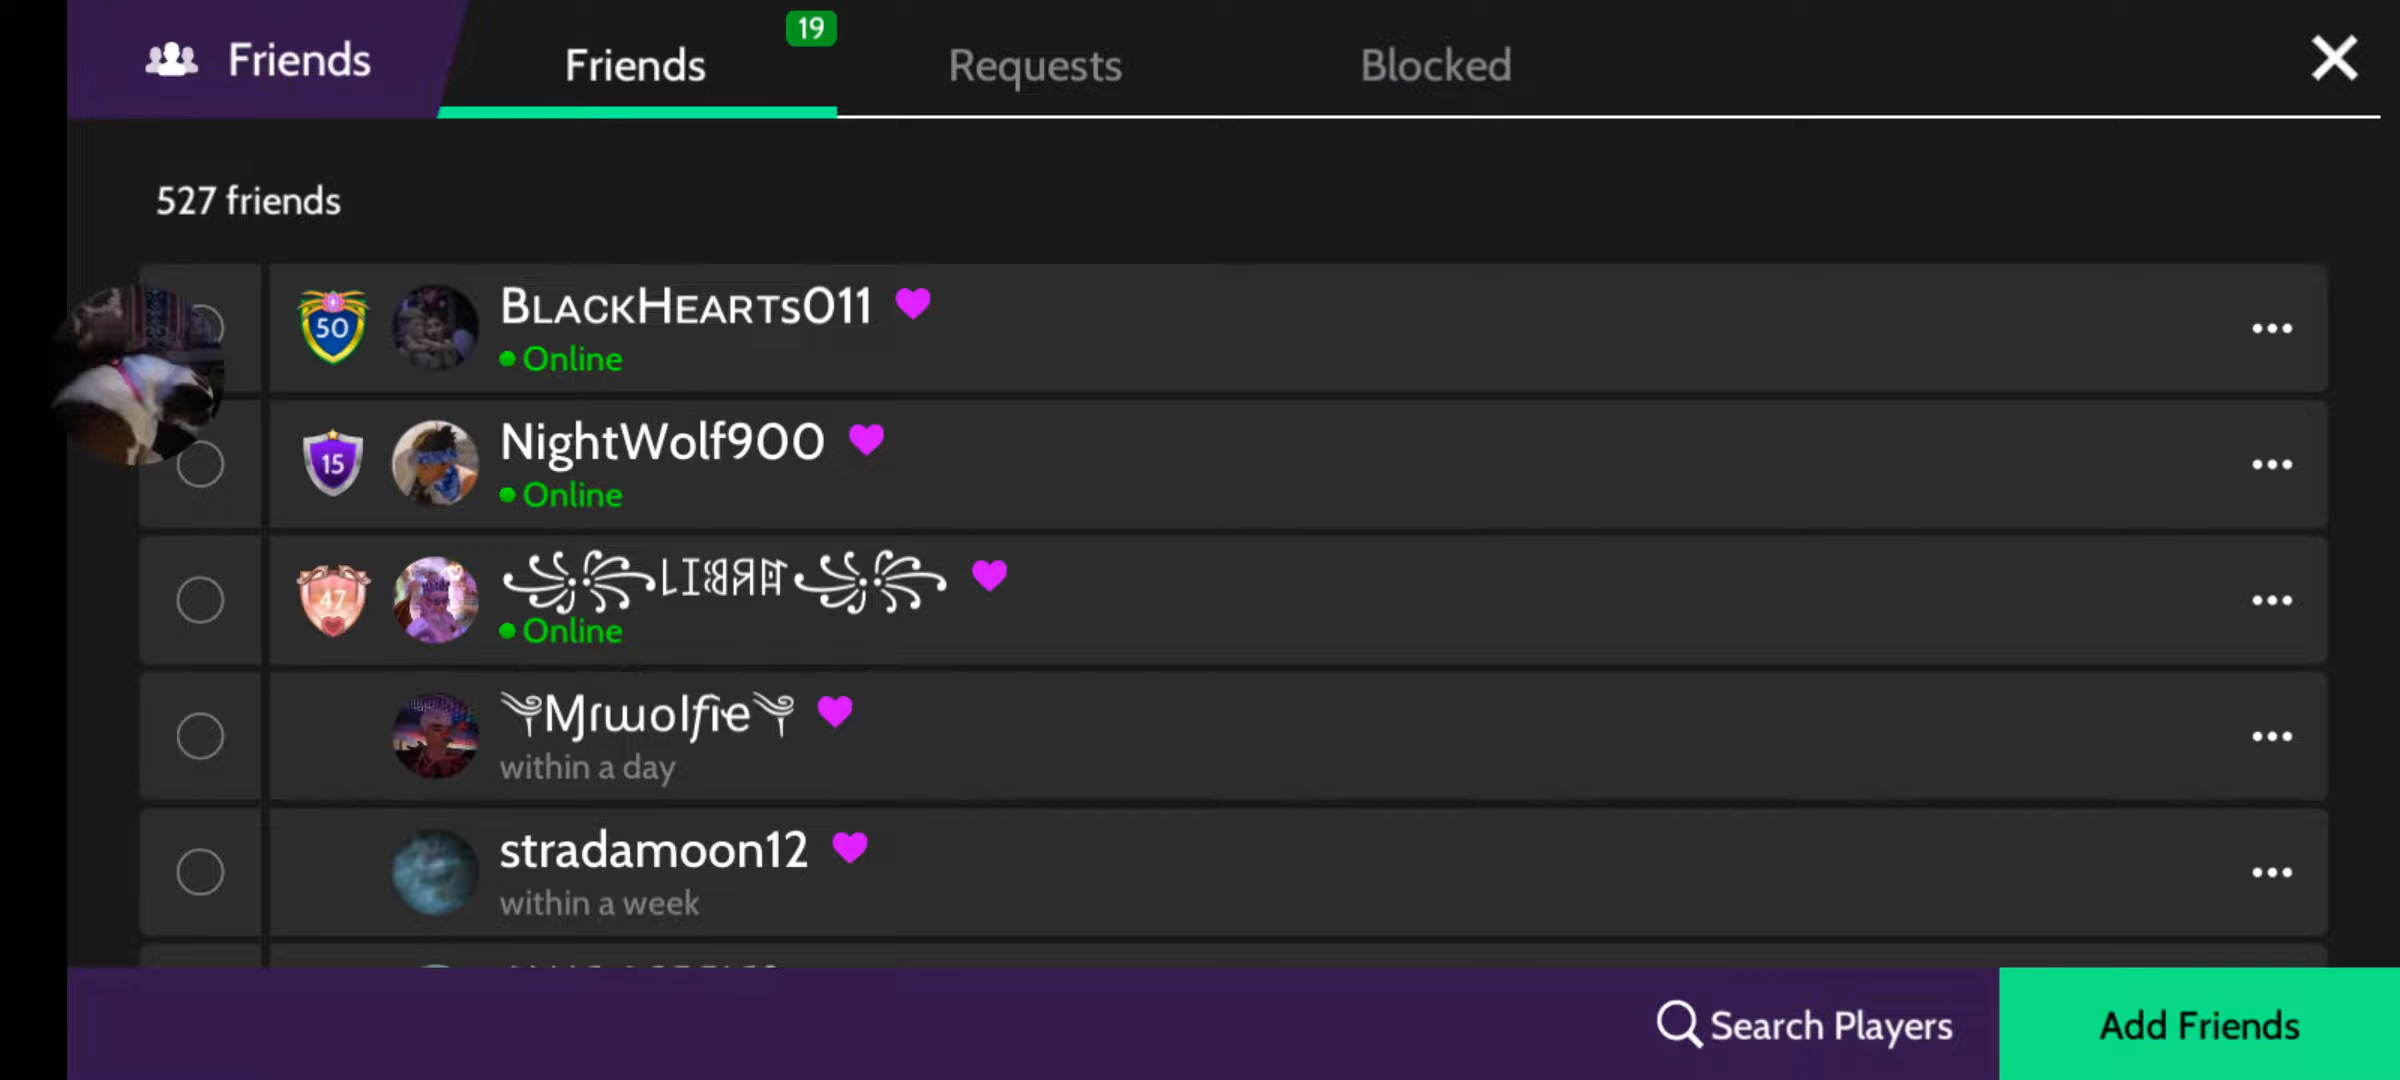 Friends
Friends
19
Requests
Blocked
527 friends
50
BLACKHEARTs011
Online
15
NightWolf900
Online
47
Online
within a day
stradamoon12
within a week
Search Players
Add Friends